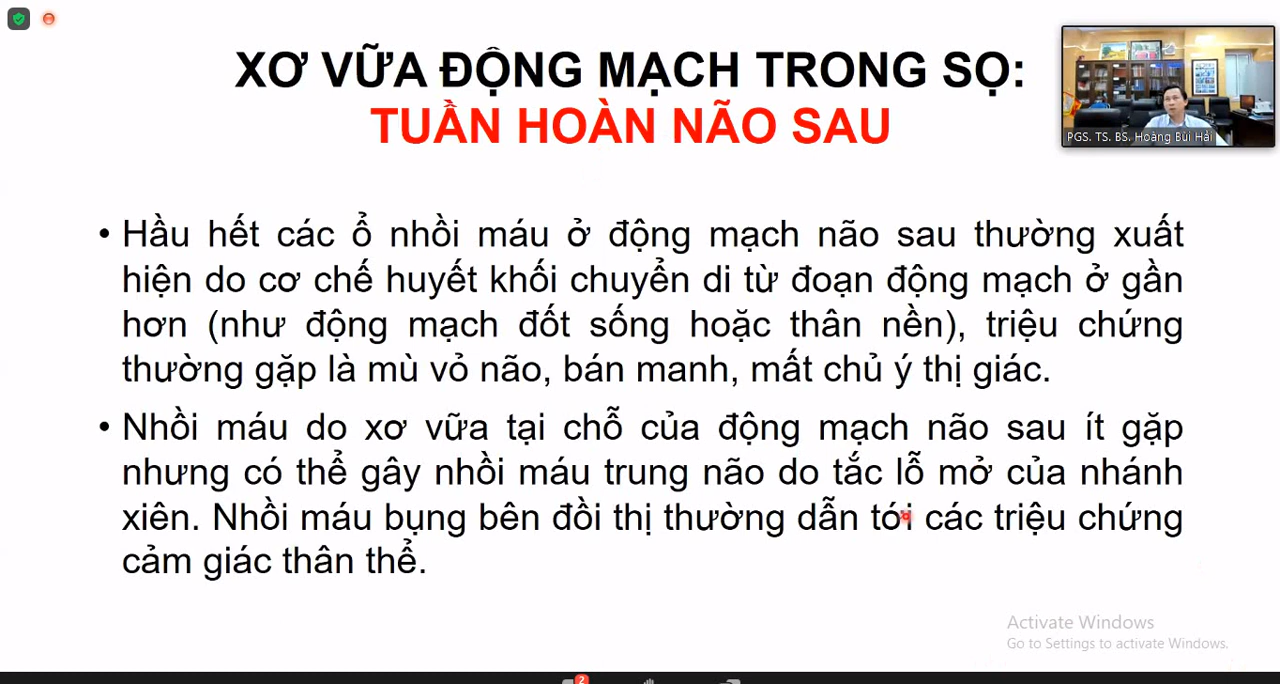 XƠ VỮA ĐỘNG MẠCH TRONG SỌ:
TUẦN HOÀN NÃO SAU
PGS. TS. BS. Hoàng Bùi Hải
• Hầu hết các ổ nhồi máu ở động mạch não sau thường xuất
hiện do cơ chế huyết khối chuyển di từ đoạn động mạch ở gần
hơn (như động mạch đốt sống hoặc thân nền), triệu chứng
thường gặp là mù vỏ não, bán manh, mất chủ ý thị giác.
• Nhồi máu do xơ vữa tại chỗ của động mạch não sau ít gặp
nhưng có thể gây nhồi máu trung não do tắc lỗ mở của nhánh
xiên. Nhồi máu bụng bên đồi thị thường dẫn tới các triệu chứng
cảm giác thân thể.
Activate Windows
Go to Settings to activate Windows.
2